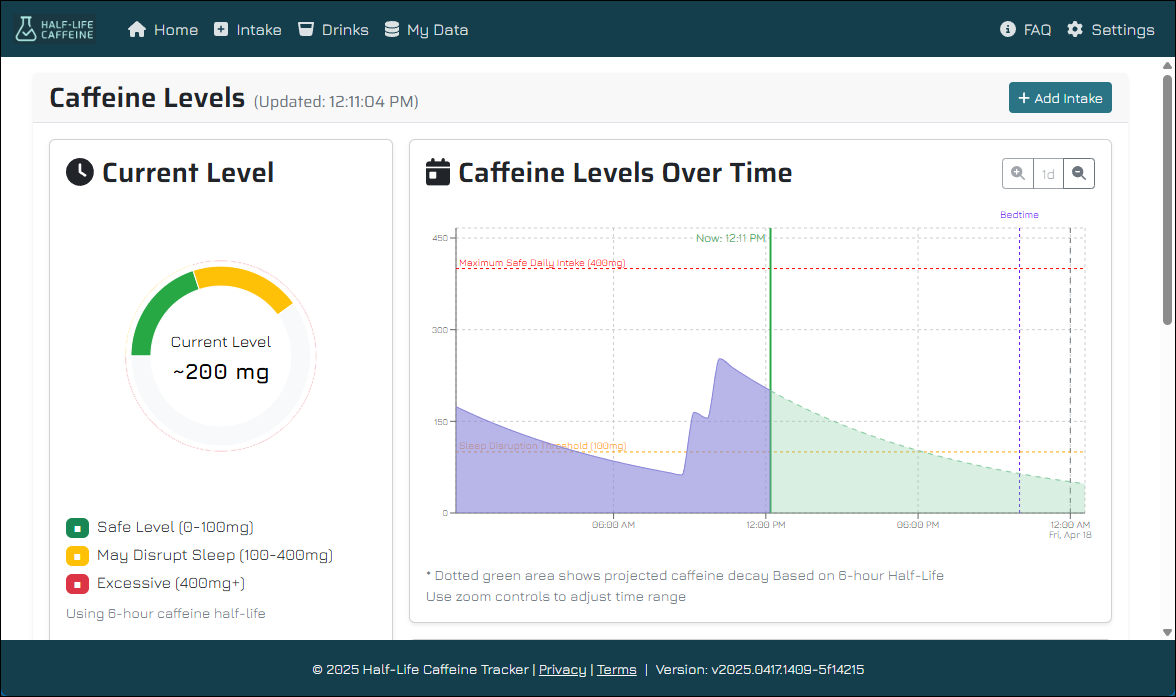 HALF-LIFE
CAFFEINE
Home
Intake
Drinks
My Data
FAQ
Settings
Caffeine Levels (Updated: 12:11:04 PM)
+ Add Intake
Current Level
Current Level
~200 mg
Safe Level (0-100mg)
May Disrupt Sleep (100-400mg)
Excessive (400mg+)
Using 6-hour caffeine half-life
Caffeine Levels Over Time
1d
Bedtime
Now: 12:11 PM
450
Maximum Safe Daily Intake (400mg)
300
150
Sleep Disruption Threshold (100mg)
0
06:00 AM
12:00 PM
06:00 PM
12:00 AM
Fri, Apr 18
* Dotted green area shows projected caffeine decay Based on 6-hour Half-Life
Use zoom controls to adjust time range
© 2025 Half-Life Caffeine Tracker | Privacy | Terms | Version: v2025.0417.1409-5f14215